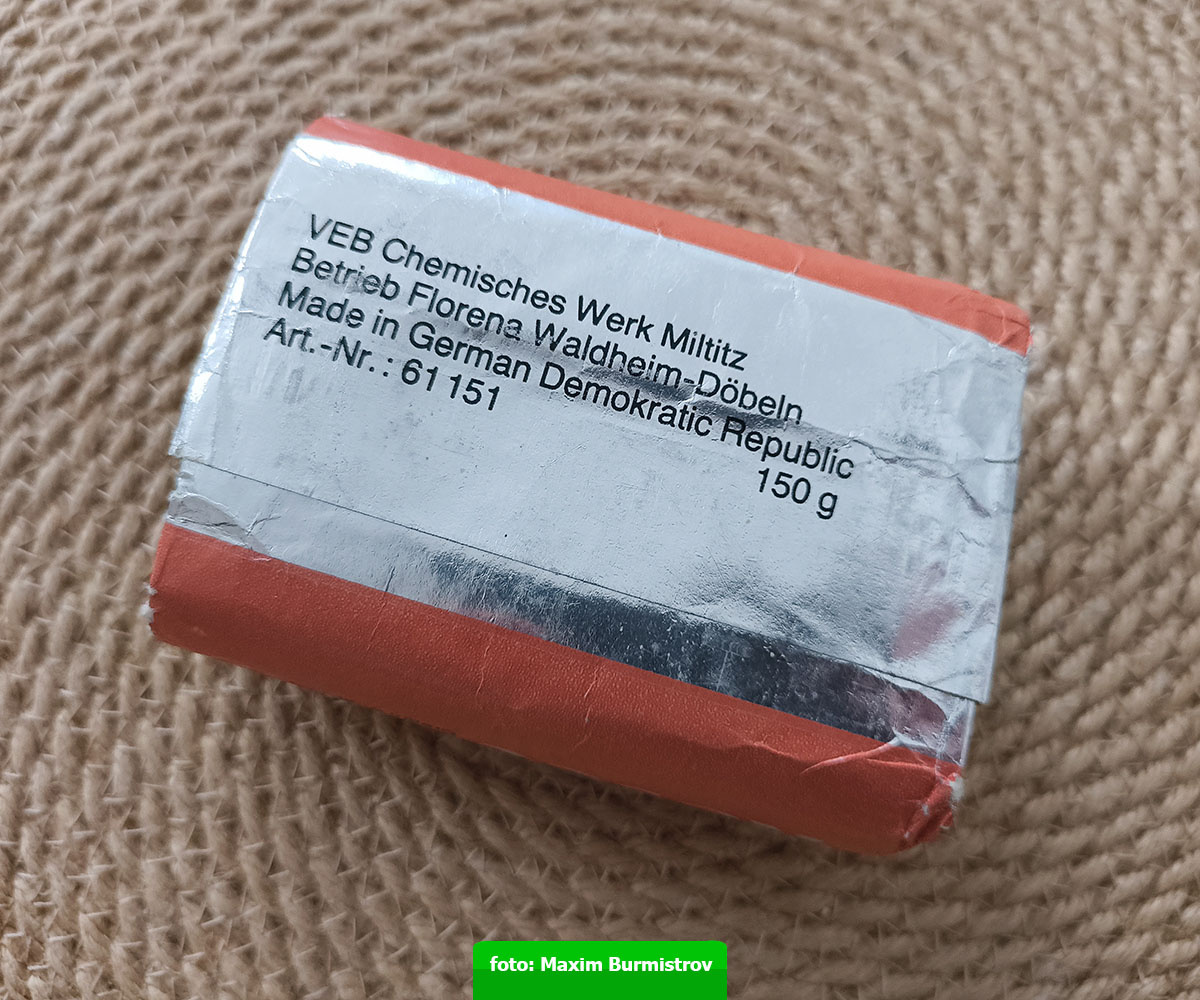 VEB Chemisches Werk Miltitz
Betrieb Florena Waldheim-Döbeln
Made in German Demokratic Republic
Art.-Nr.: 61 151
150 g
foto: Maxim Burmistrov